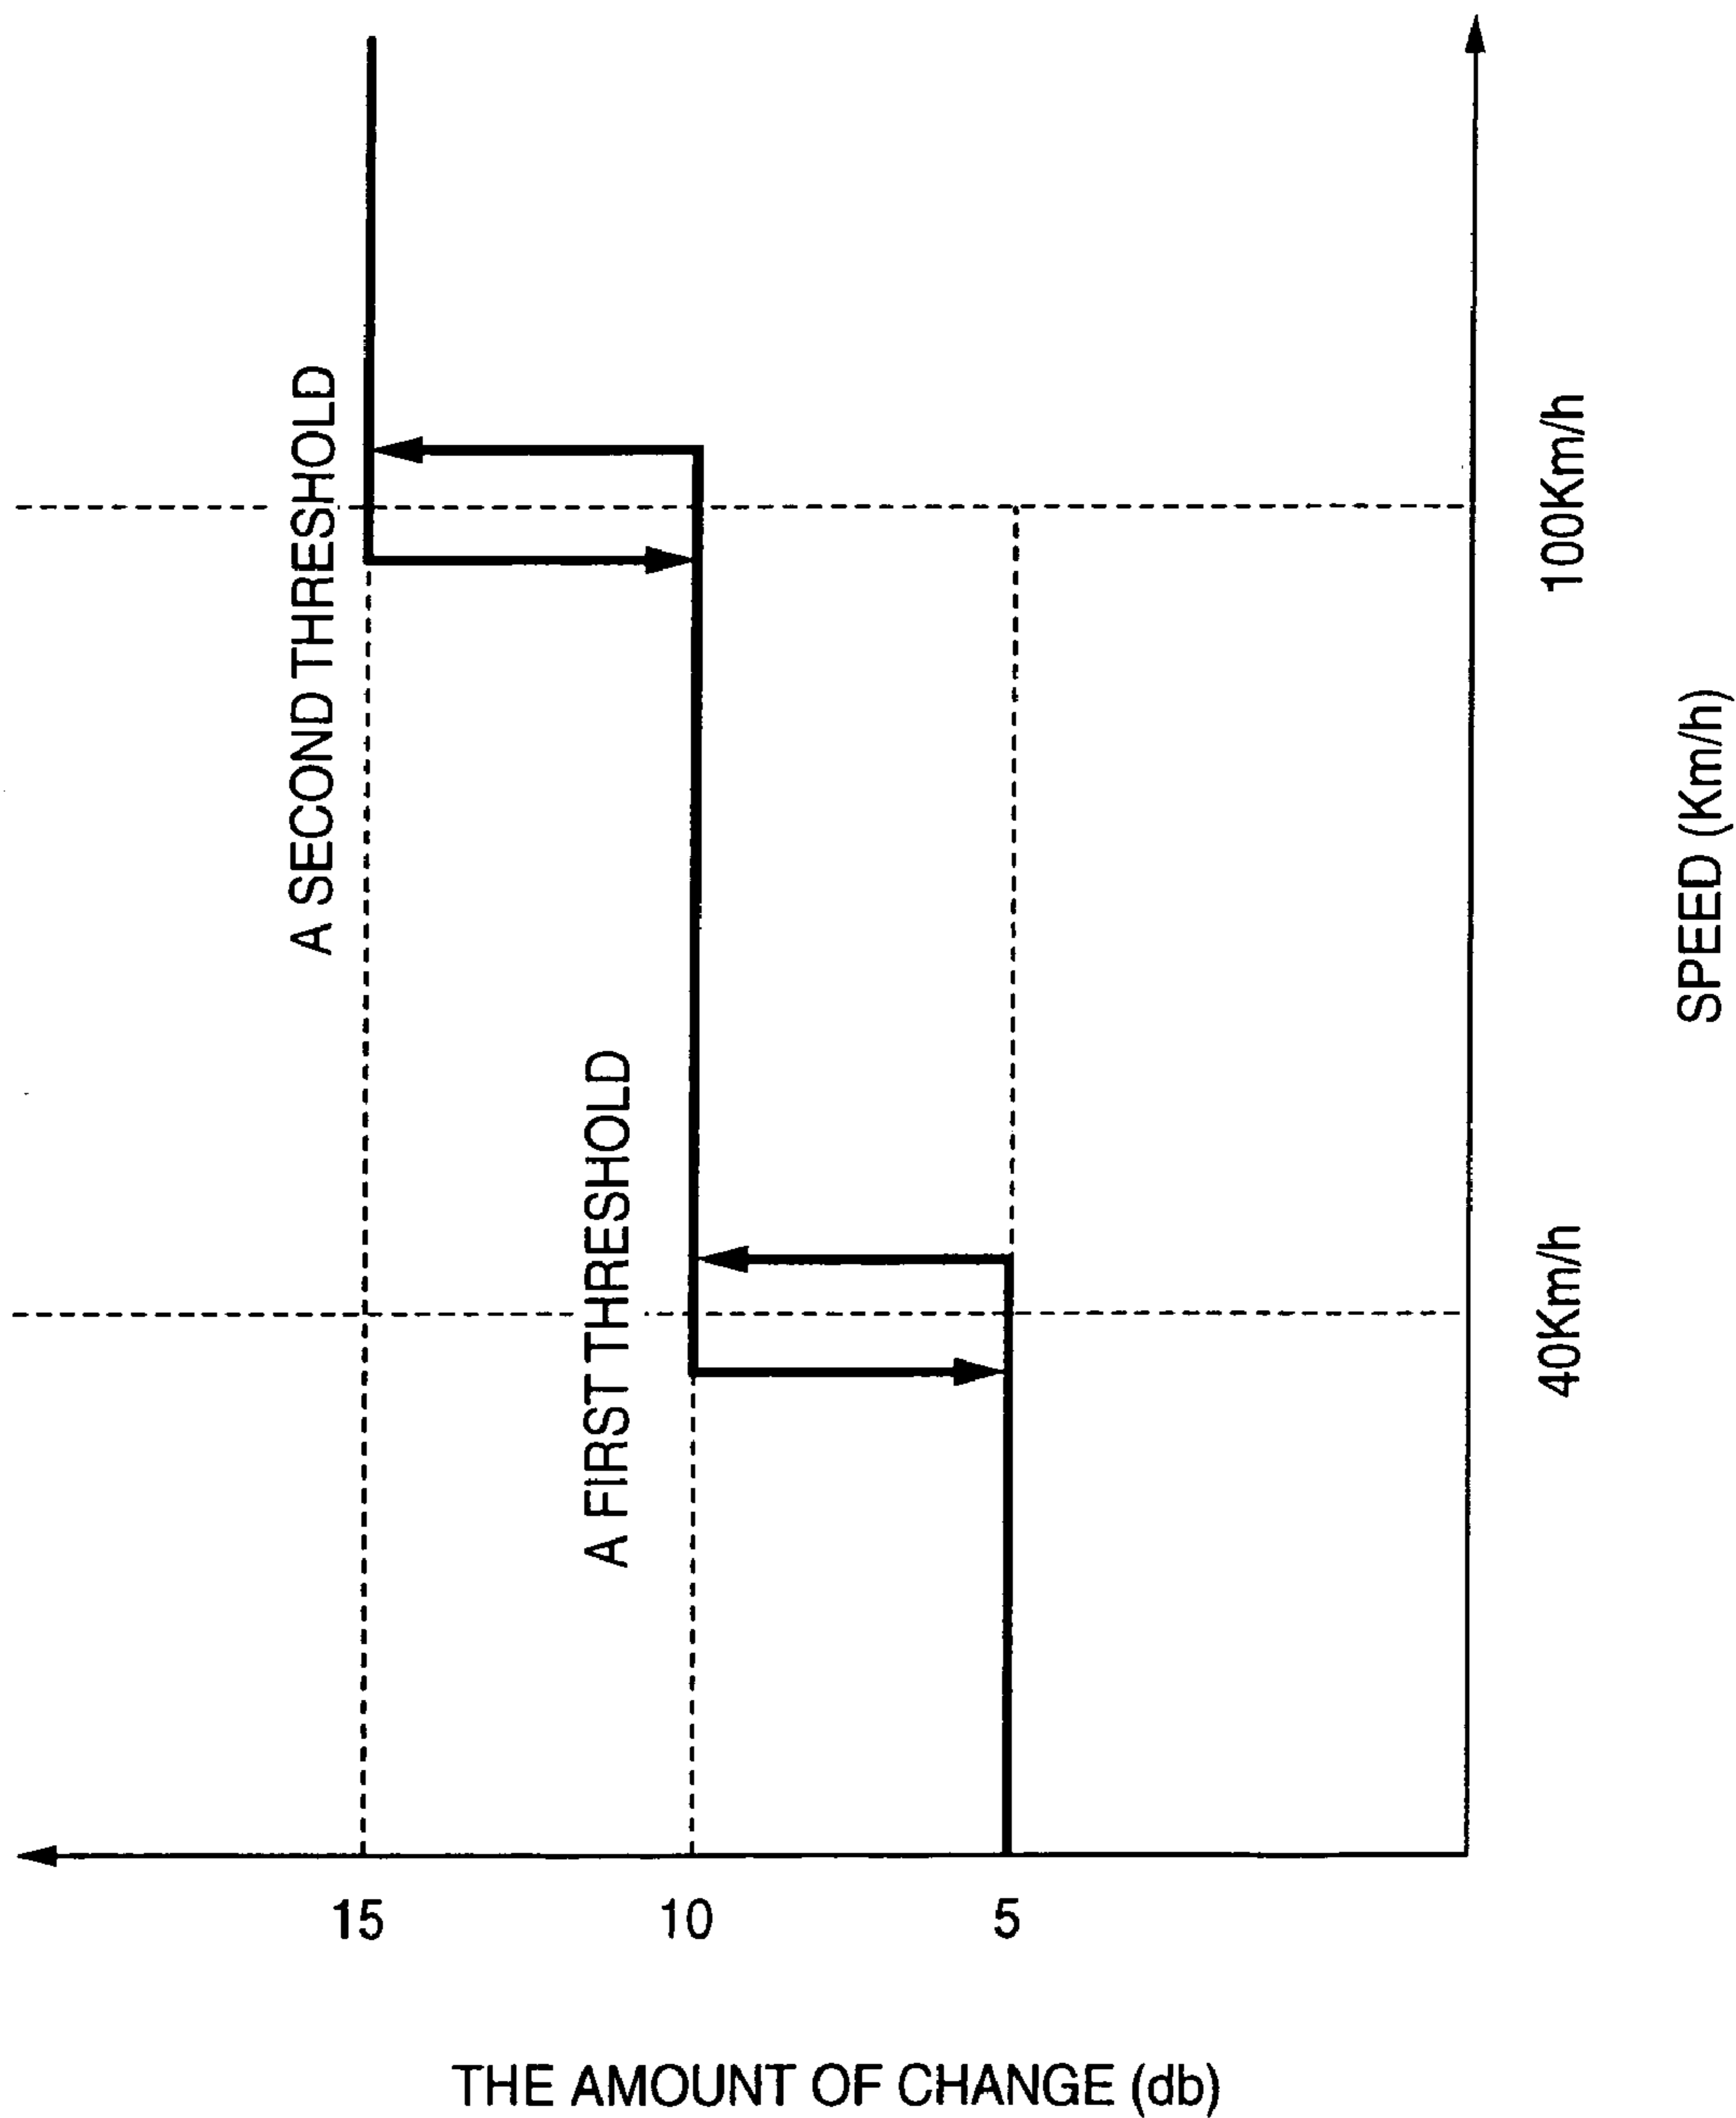 A SECOND THRESHOLD
A FIRST THRESHOLD
15
10
5
THE AMOUNT OF CHANGE (db)
40Km/h
100Km/h
SPEED (Km/h)